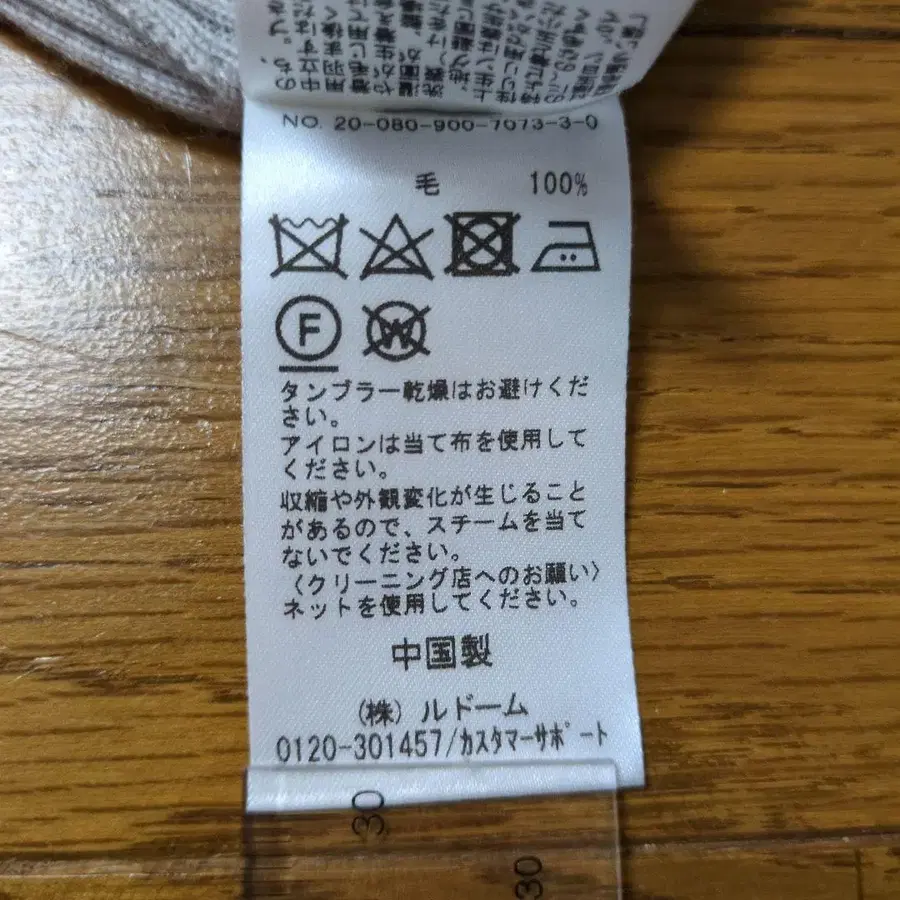 NO. 20-080-900-7073-3-0
毛 100%
F
W
タンブラー乾燥はお避けくだ
さい。
アイロンは当て布を使用して
ください。
収縮や外観変化が生じること
があるので、スチームを当て
ないでください。
〈クリーニング店へのお願い〉
ネットを使用してください。
中国製
(株) ルドーム
0120-301457/カスタマーサポート
30
30